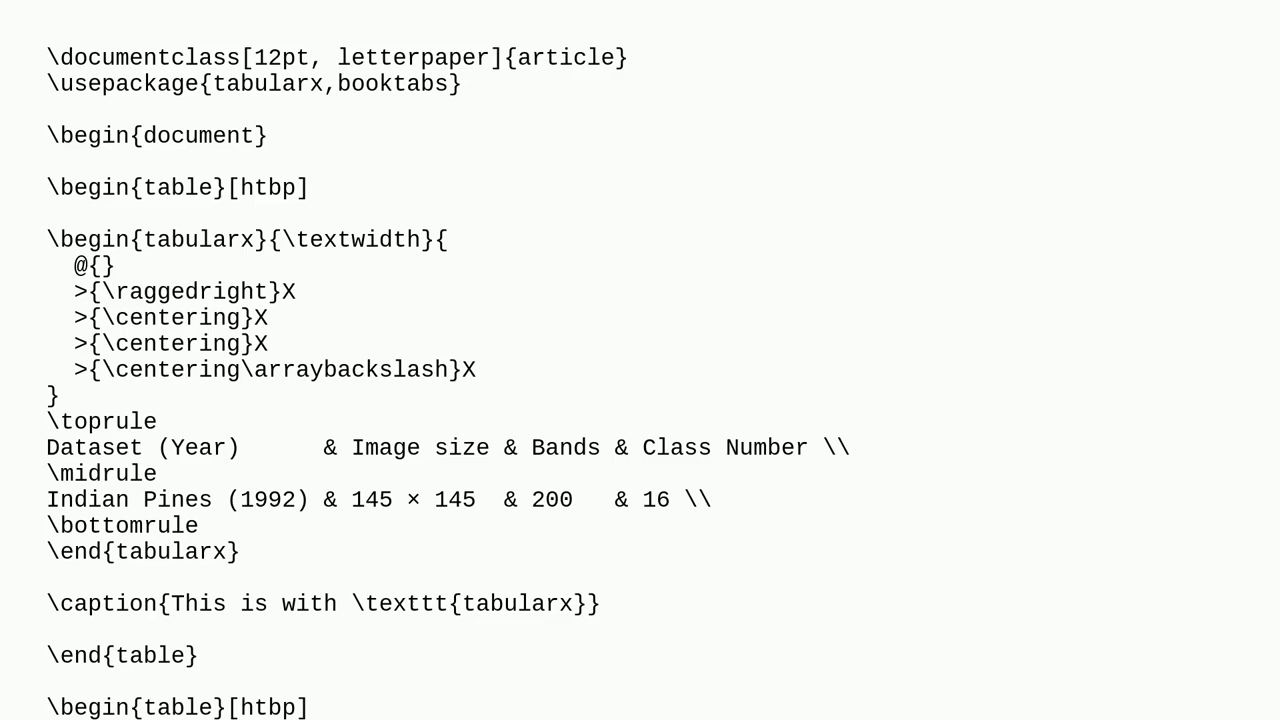 \documentclass[12pt, letterpaper]{article}
\usepackage{tabularx,booktabs}

\begin{document}

\begin{table}[htbp]

\begin{tabularx}{\textwidth}{
  @{}
  >{\raggedright}X
  >{\centering}X
  >{\centering}X
  >{\centering\arraybackslash}X
}
\toprule
Dataset (Year)      & Image size & Bands & Class Number \\
\midrule
Indian Pines (1992) & 145 × 145  & 200   & 16 \\
\bottomrule
\end{tabularx}

\caption{This is with \texttt{tabularx}}

\end{table}

\begin{table}[htbp]